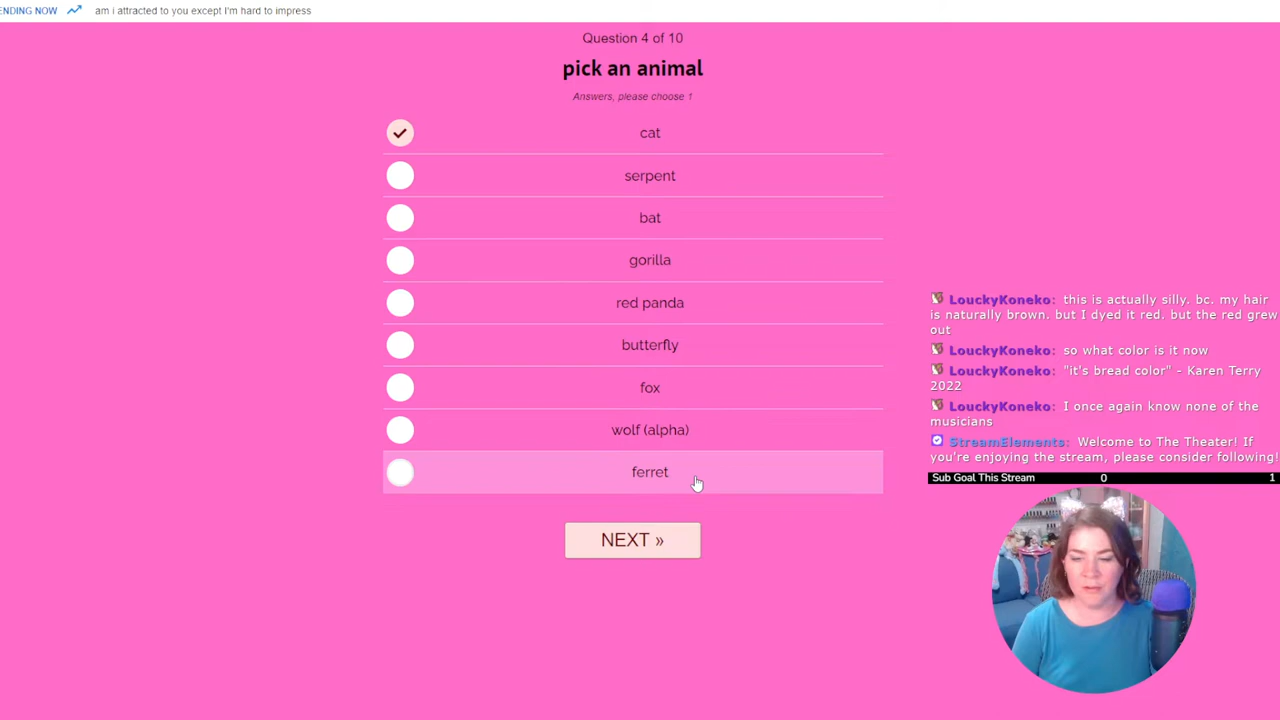 ENDING NOW am i attracted to you except I'm hard to impress
Question 4 of 10
pick an animal
Answers, please choose 1
cat
serpent
bat
gorilla
red panda
butterfly
fox
wolf (alpha)
ferret
NEXT »
LouckyKoneko: this is actually silly. bc. my hair
is naturally brown. but I dyed it red. but the red grew
out
LouckyKoneko: so what color is it now
LouckyKoneko: "it's bread color" - Karen Terry
2022
LouckyKoneko: I once again know none of the
musicians
StreamElements: Welcome to The Theater! If
you're enjoying the stream, please consider following!
Sub Goal This Stream 0 1